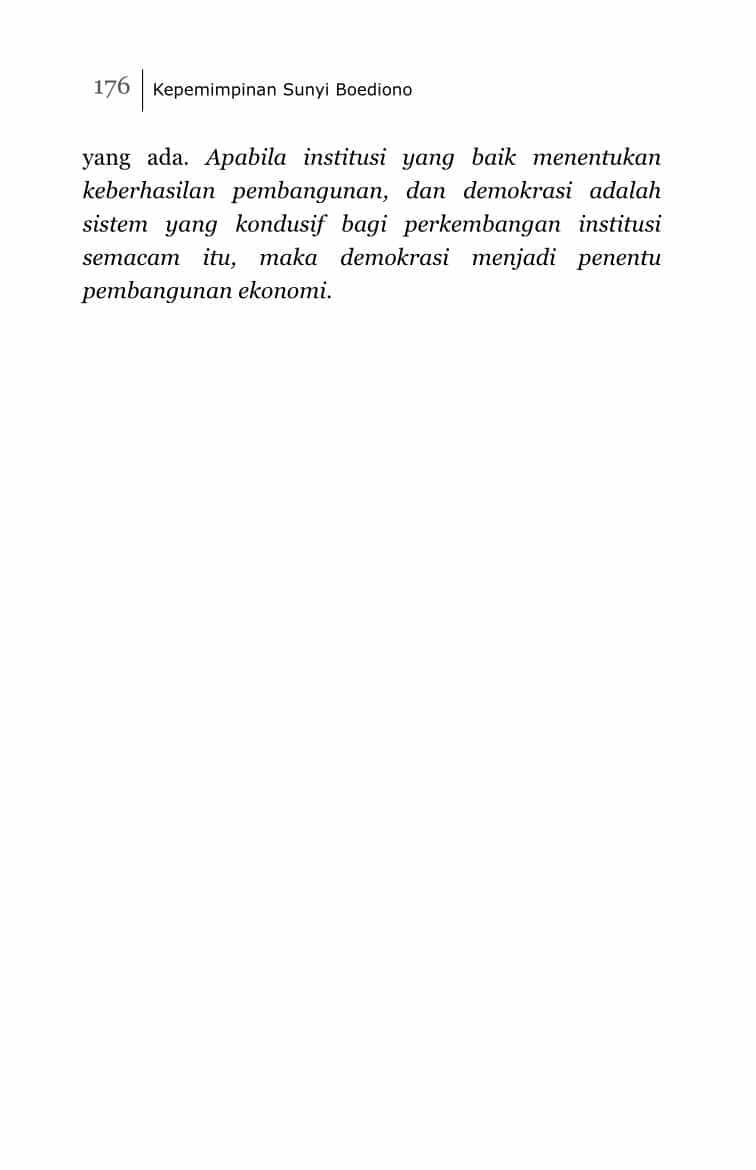 176 Kepemimpinan Sunyi Boediono
yang ada. Apabila institusi yang baik menentukan
keberhasilan pembangunan, dan demokrasi adalah
sistem yang kondusif bagi perkembangan institusi
semacam itu, maka demokrasi menjadi penentu
pembangunan ekonomi.